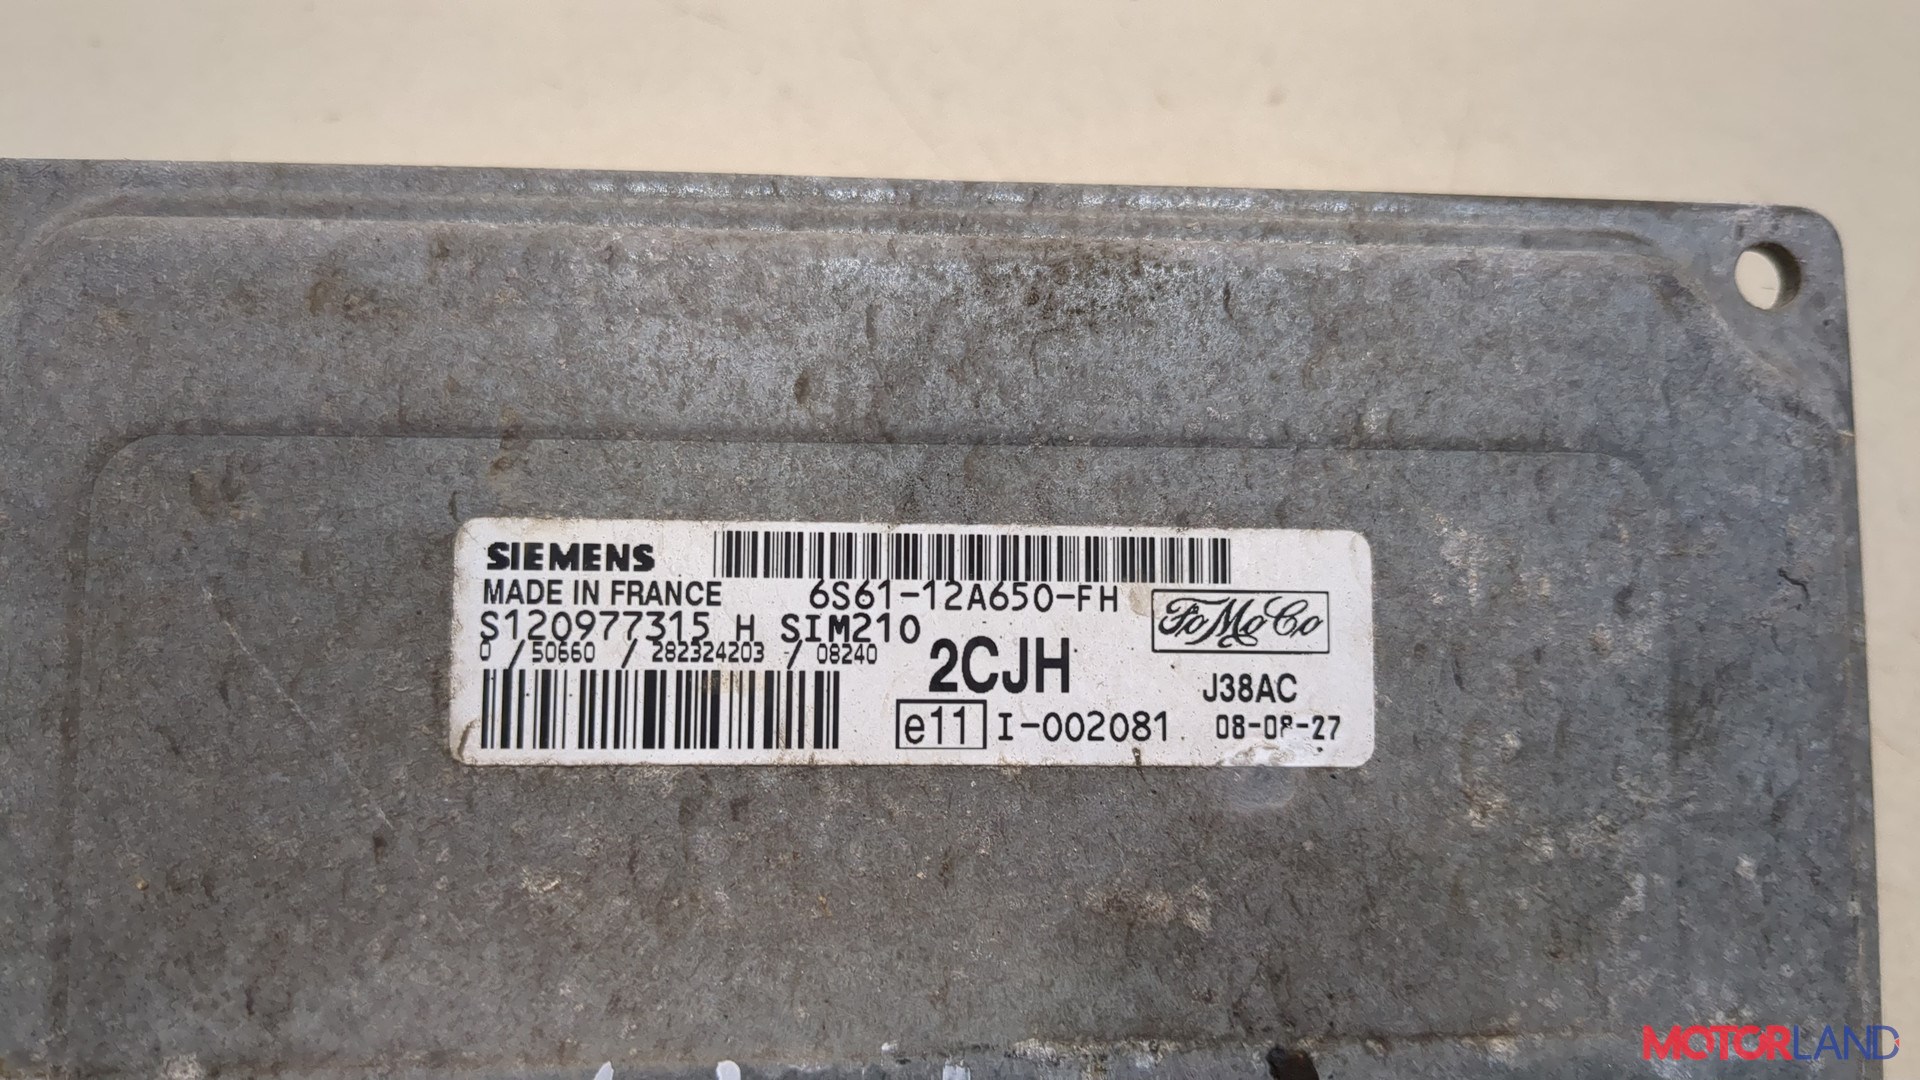 SIEMENS
MADE IN FRANCE
6S61-12A650-FH
S120977315 H SIM210
0 / 50660 / 282324203 / 08240
2CJH
FoMoCo
J38AC
e11 I-002081
08-08-27
MOTORLAND